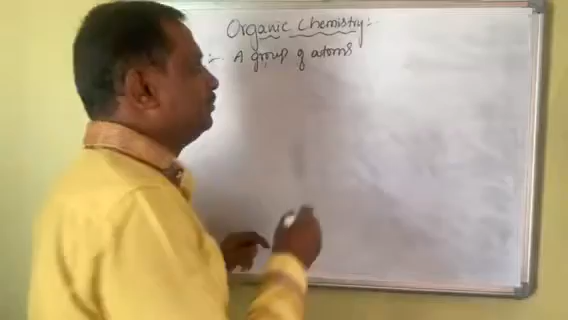 Organic Chemistry:-
:- A group of atoms